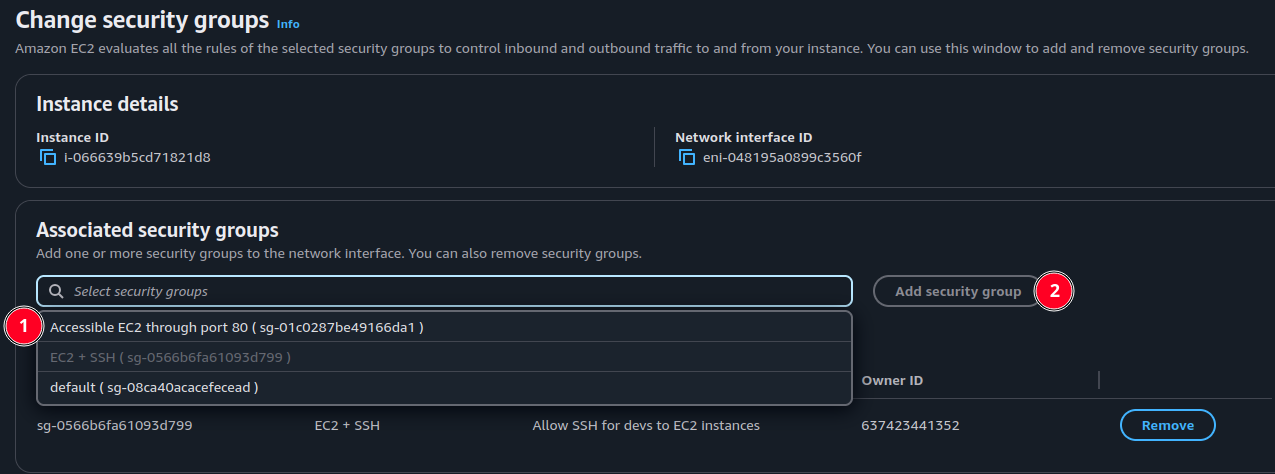 Change security groups Info
Amazon EC2 evaluates all the rules of the selected security groups to control inbound and outbound traffic to and from your instance. You can use this window to add and remove security groups.
Instance details
Instance ID
i-066639b5cd71821d8
Network interface ID
eni-048195a0899c3560f
Associated security groups
Add one or more security groups to the network interface. You can also remove security groups.
Select security groups
Add security group
2
1
Accessible EC2 through port 80 ( sg-01c0287be49166da1 )
EC2 + SSH ( sg-0566b6fa61093d799 )
default ( sg-08ca40acacefecead )
Owner ID
sg-0566b6fa61093d799 EC2 + SSH Allow SSH for devs to EC2 instances 637423441352 Remove